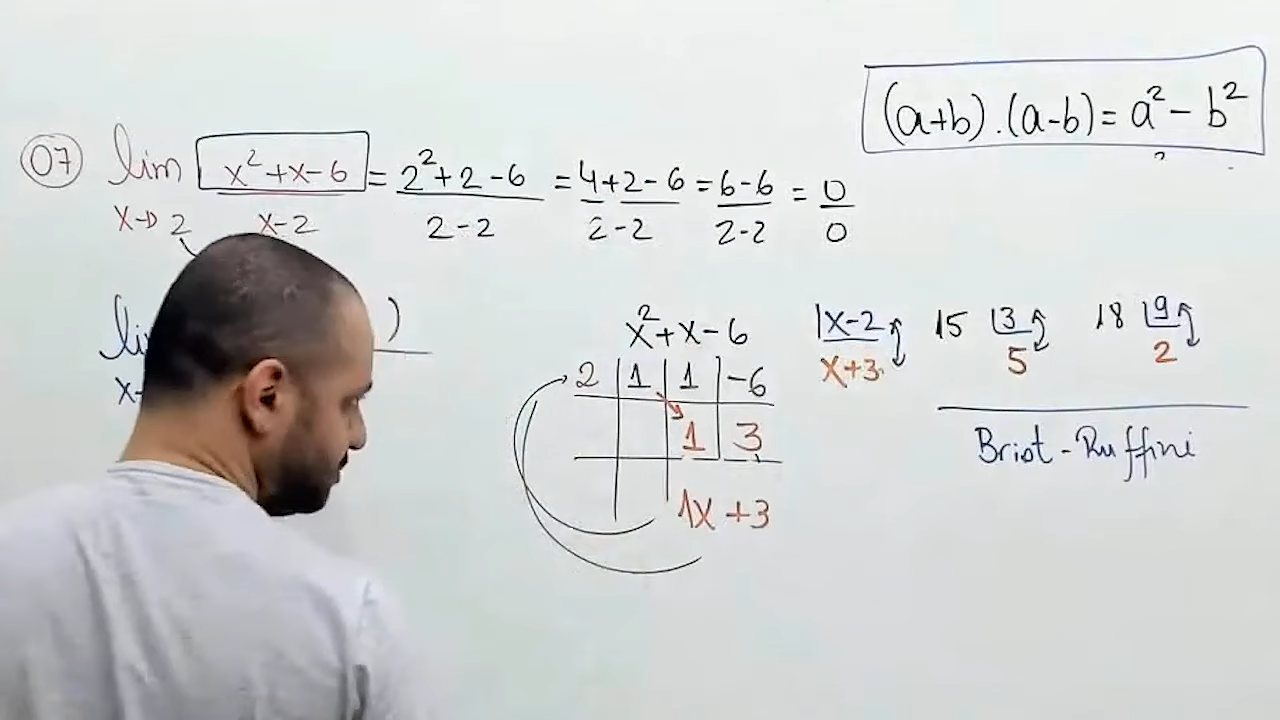 (a+b).(a-b)= a² - b²
07 lim x²+x-6 / x-2 = 2²+2-6 / 2-2 = 4+2-6 / 2-2 = 6-6 / 2-2 = 0/0
x→2
li )
x-
x²+x-6 |x-2
x+3
2 1 1 -6
1 3
1x +3
15 |3
5
18 |9
2
Briot-Ruffini